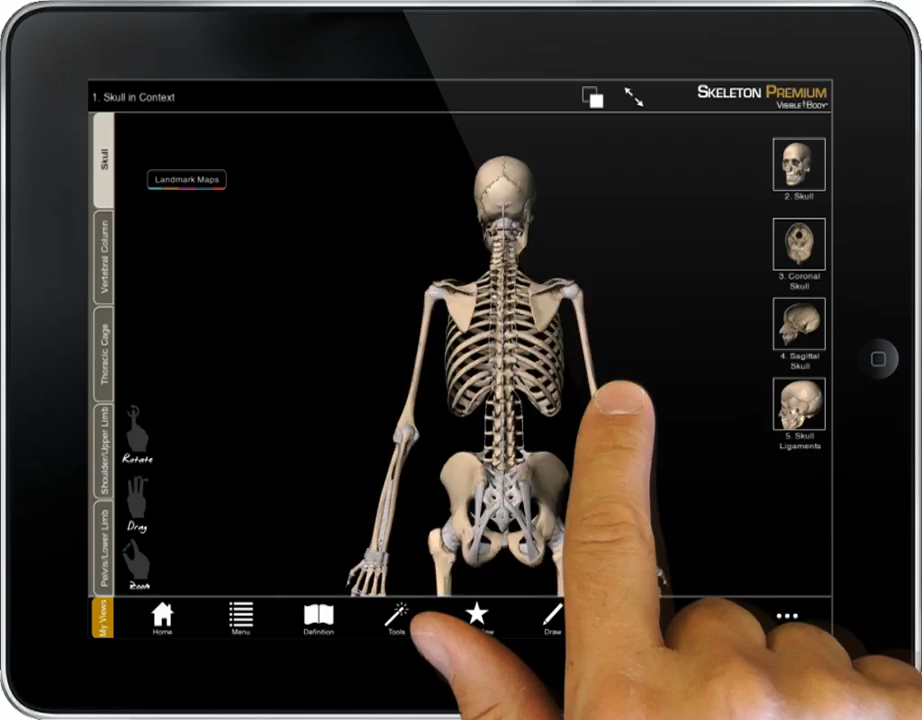 1. Skull in Context
SKELETON PREMIUM
VISIBLE BODY
Skull
Vertebral Column
Thoracic Cage
Shoulder/Upper Limb
Pelvis/Lower Limb
My Views
Landmark Maps
Rotate
Drag
Zoom
2. Skull
3. Coronal
Skull
4. Sagittal
Skull
5. Skull
Ligaments
Home
Menu
Definition
Tools
Draw